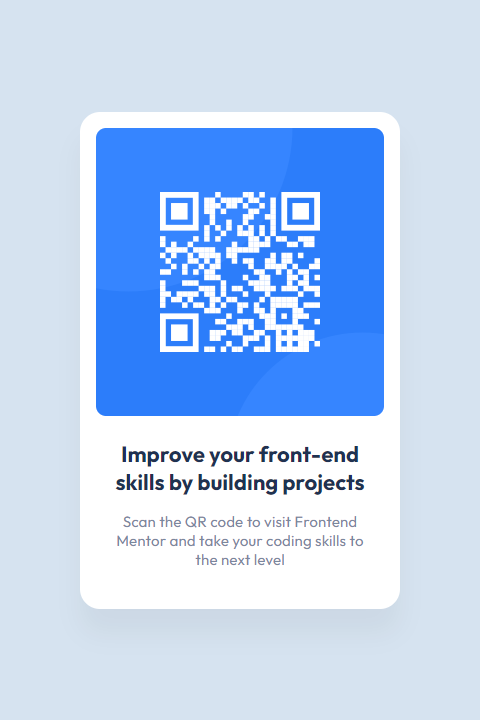 Improve your front-end
skills by building projects
Scan the QR code to visit Frontend
Mentor and take your coding skills to
the next level